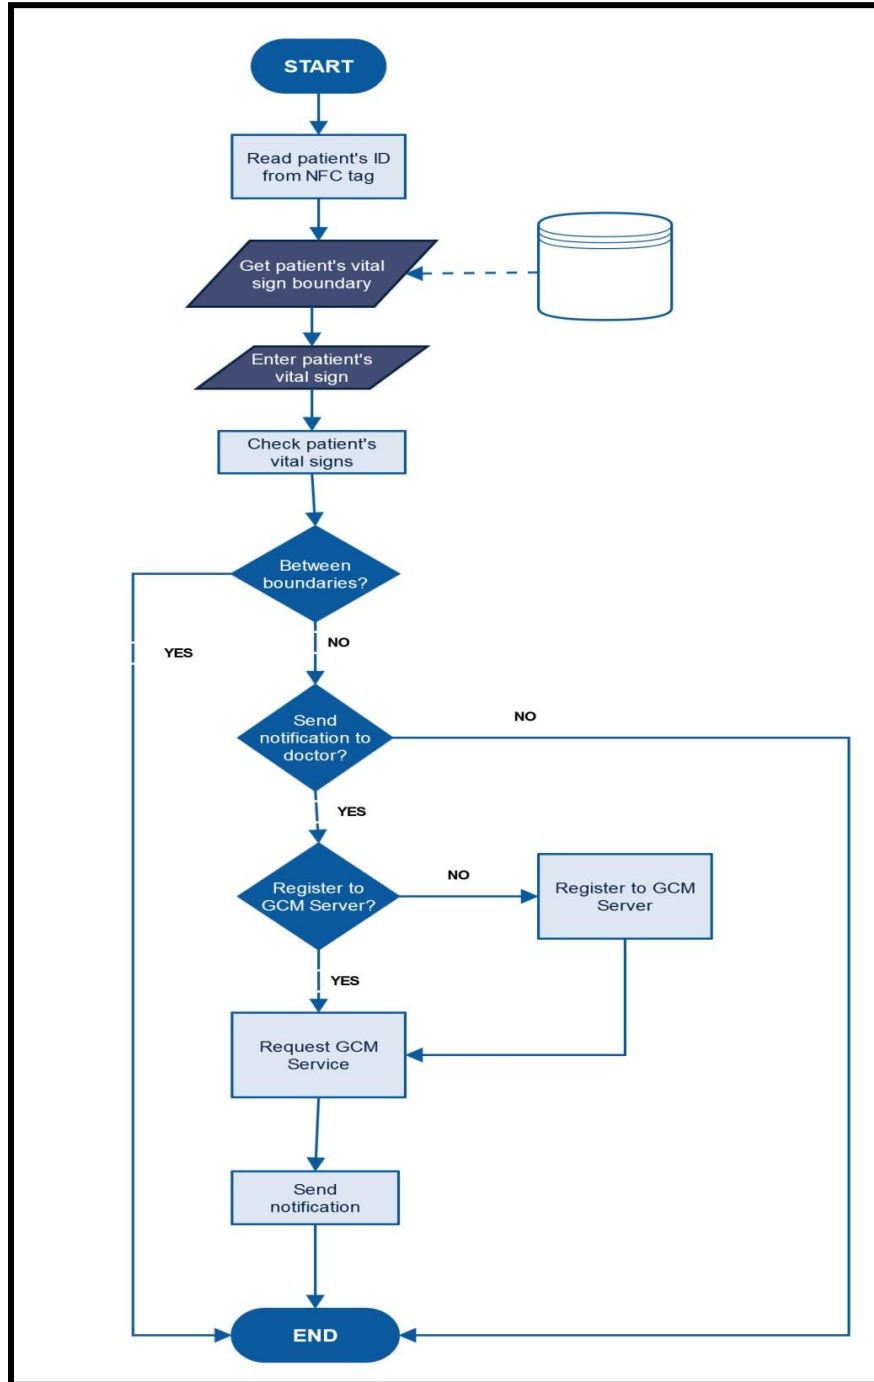 START
Read patient's ID
from NFC tag
Get patient's vital
sign boundary
Enter patient's
vital sign
Check patient's
vital signs
Between
boundaries?
YES
NO
Send
notification to
doctor?
NO
YES
Register to
GCM Server?
NO
Register to GCM
Server
YES
Request GCM
Service
Send
notification
END